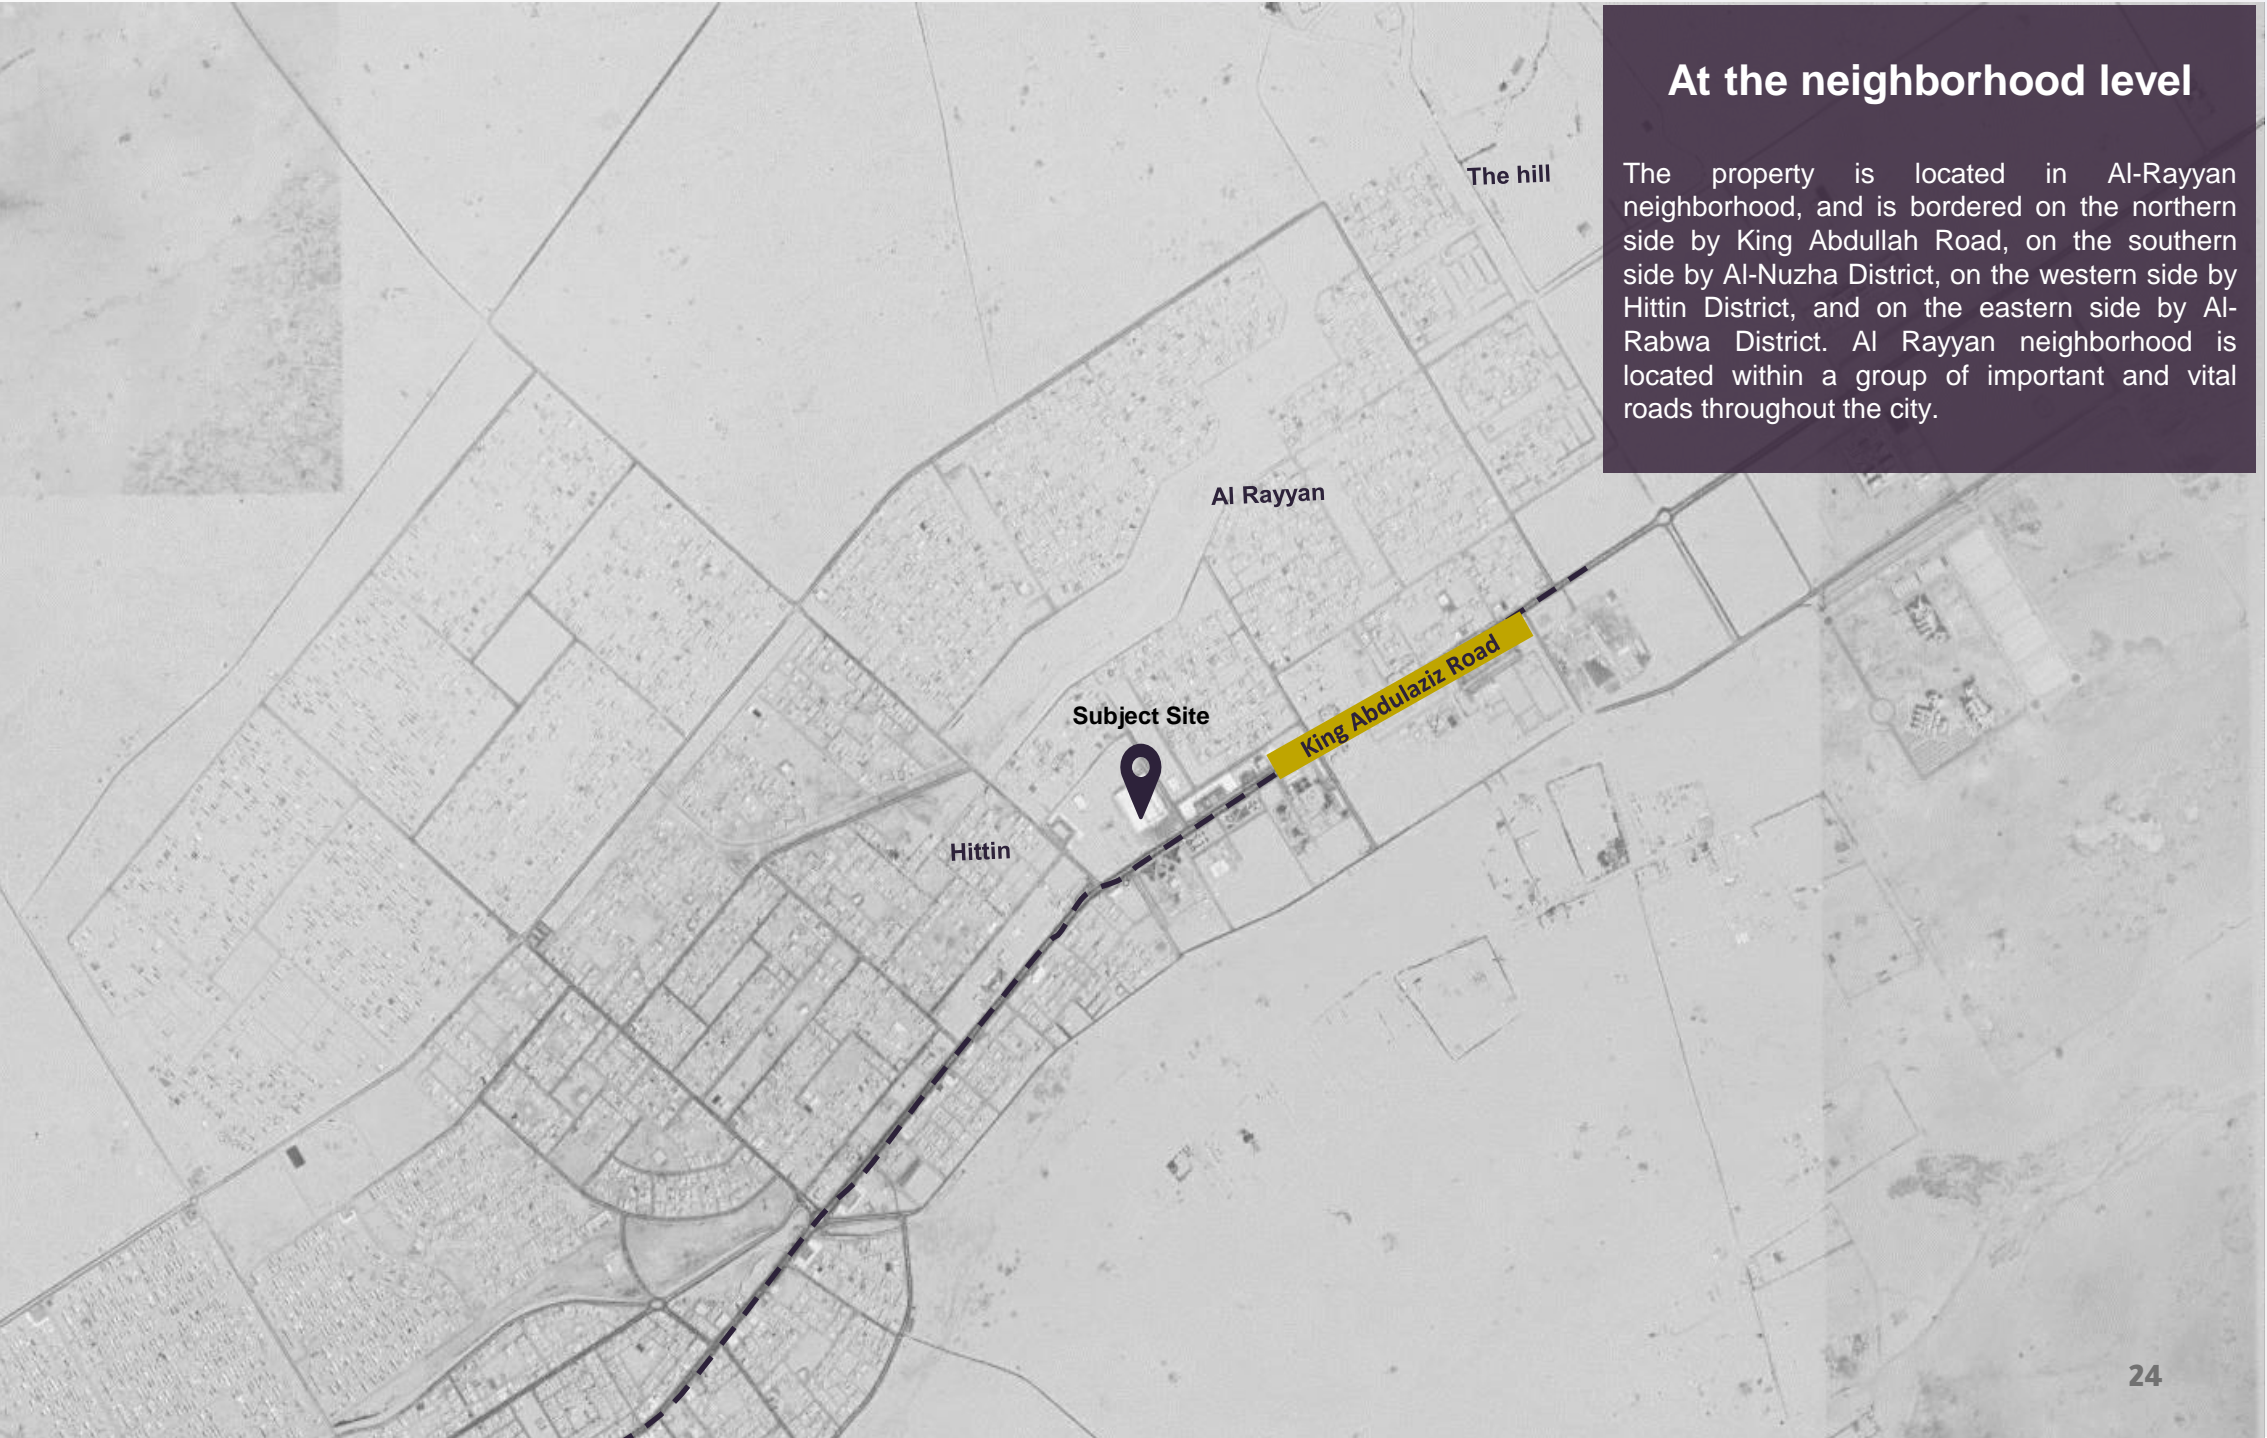 At the neighborhood level
The property is located in Al-Rayyan
neighborhood, and is bordered on the northern
side by King Abdullah Road, on the southern
side by Al-Nuzha District, on the western side by
Hittin District, and on the eastern side by Al-
Rabwa District. Al Rayyan neighborhood is
located within a group of important and vital
roads throughout the city.
The hill
Al Rayyan
King Abdulaziz Road
Subject Site
Hittin
24